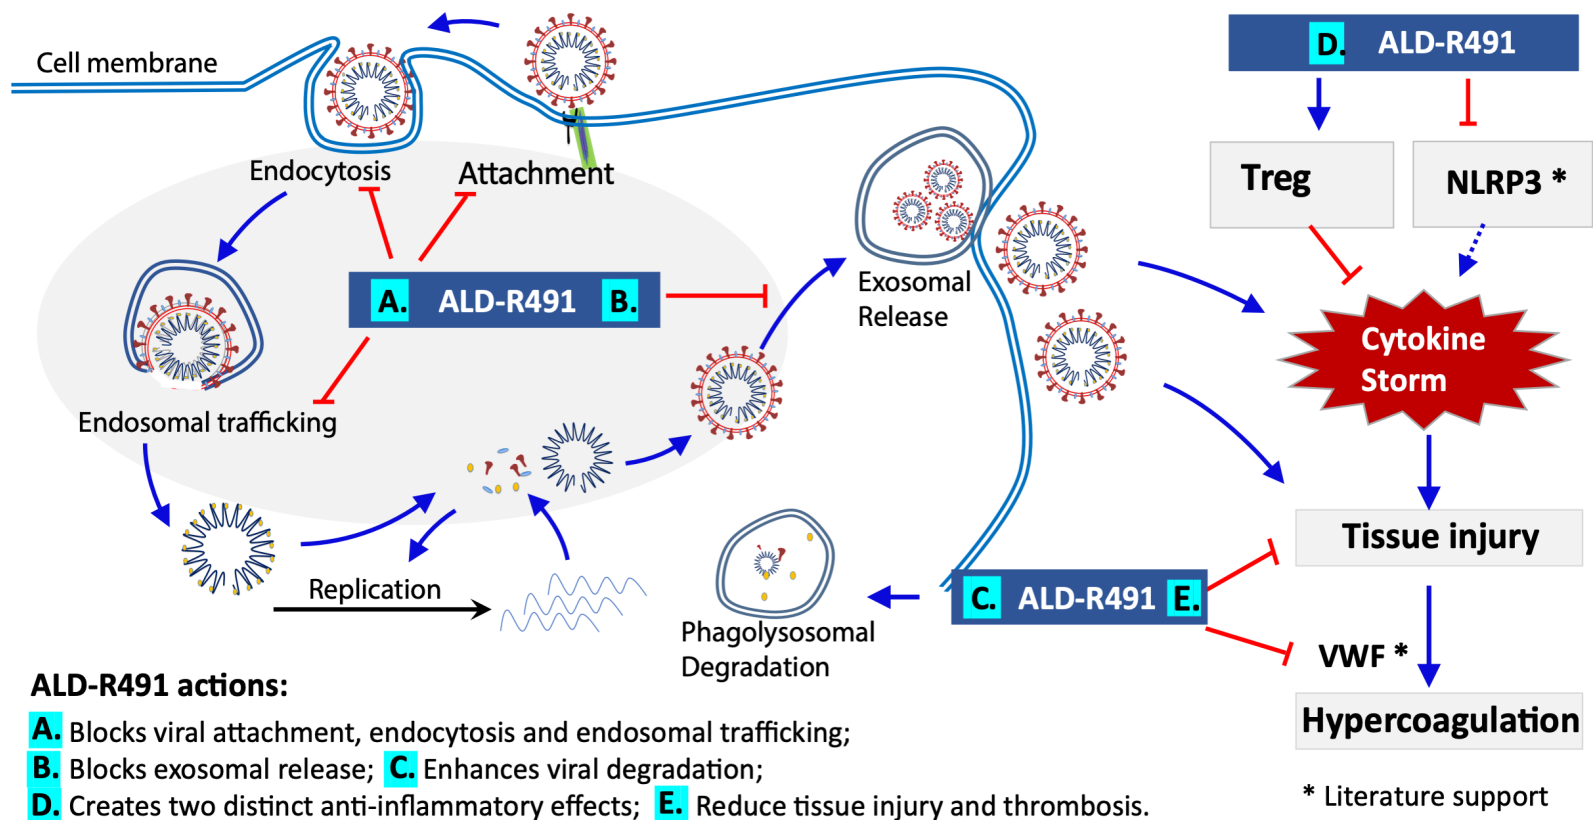 Cell membrane
D. ALD-R491
Endocytosis
Attachment
Treg
NLRP3 *
A. ALD-R491 B.
Exosomal
Release
Cytokine
Storm
Endosomal trafficking
Tissue injury
Replication
C. ALD-R491 E.
Phagolysosomal
Degradation
VWF *
Hypercoagulation
ALD-R491 actions:
A. Blocks viral attachment, endocytosis and endosomal trafficking;
B. Blocks exosomal release; C. Enhances viral degradation;
D. Creates two distinct anti-inflammatory effects; E. Reduce tissue injury and thrombosis.
* Literature support